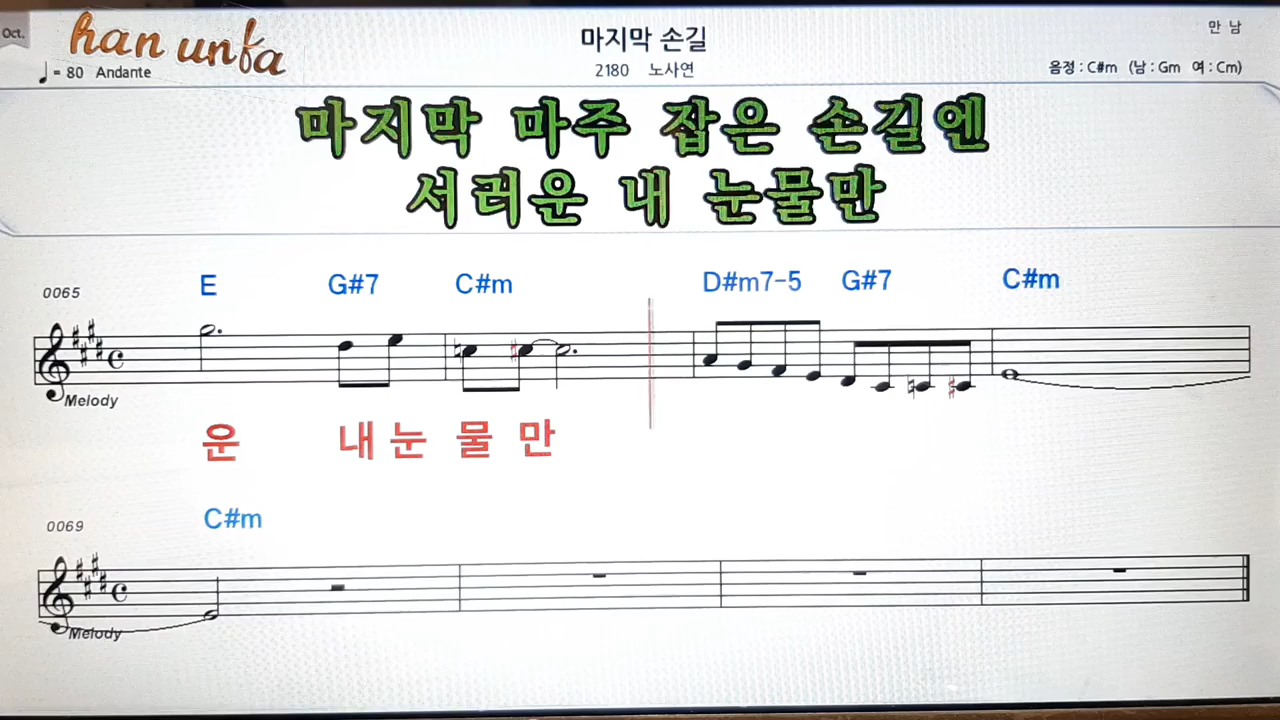 Oct.
han unfa
마지막 손길
만 남
♩= 80 Andante
2180 노사연
음정 : C#m (남 : Gm 여 : Cm)
마지막 마주 잡은 손길엔
서러운 내 눈물만
0065
E G#7 C#m D#m7-5 G#7 C#m
Melody
운 내 눈 물 만
0069
C#m
Melody